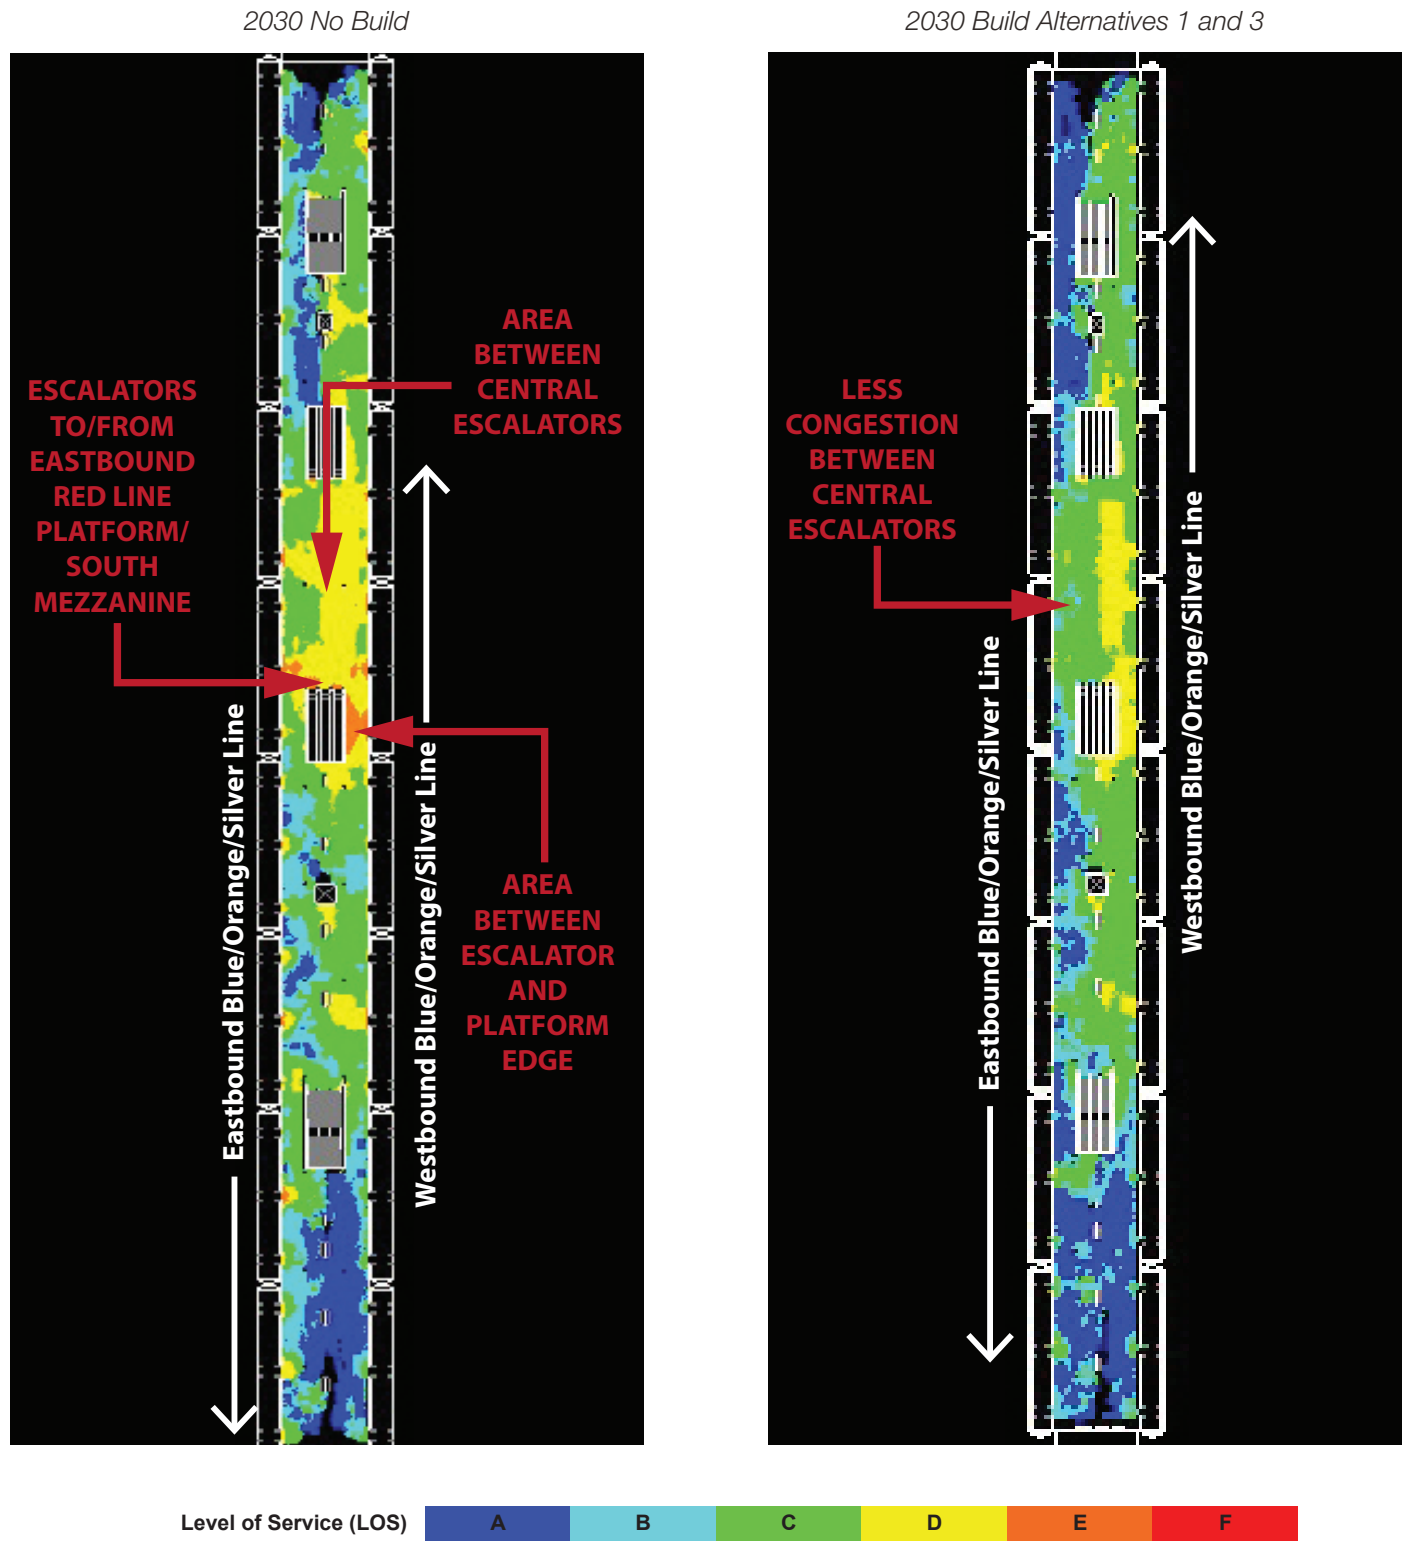 2030 No Build
2030 Build Alternatives 1 and 3
AREA
BETWEEN
CENTRAL
ESCALATORS
ESCALATORS
TO/FROM
EASTBOUND
RED LINE
PLATFORM/
SOUTH
MEZZANINE
Eastbound Blue/Orange/Silver Line
Westbound Blue/Orange/Silver Line
AREA
BETWEEN
ESCALATOR
AND
PLATFORM
EDGE
LESS
CONGESTION
BETWEEN
CENTRAL
ESCALATORS
Eastbound Blue/Orange/Silver Line
Westbound Blue/Orange/Silver Line
Level of Service (LOS) A B C D E F